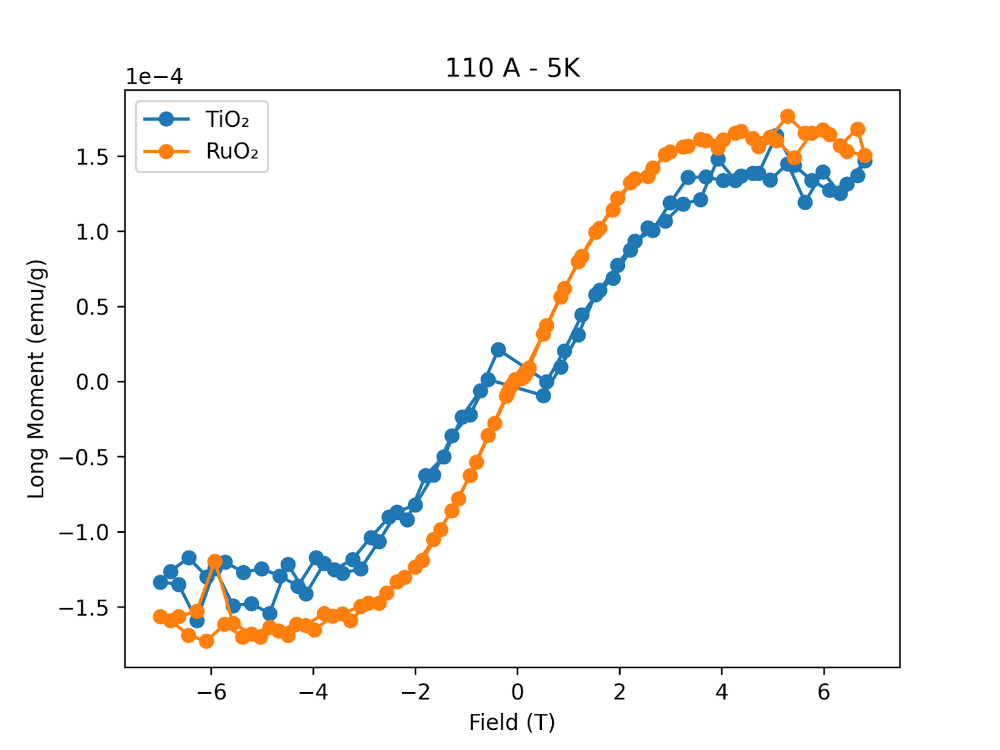 110 A - 5K
1e−4
TiO₂
RuO₂
1.5
1.0
0.5
0.0
−0.5
−1.0
−1.5
Long Moment (emu/g)
−6 −4 −2 0 2 4 6
Field (T)